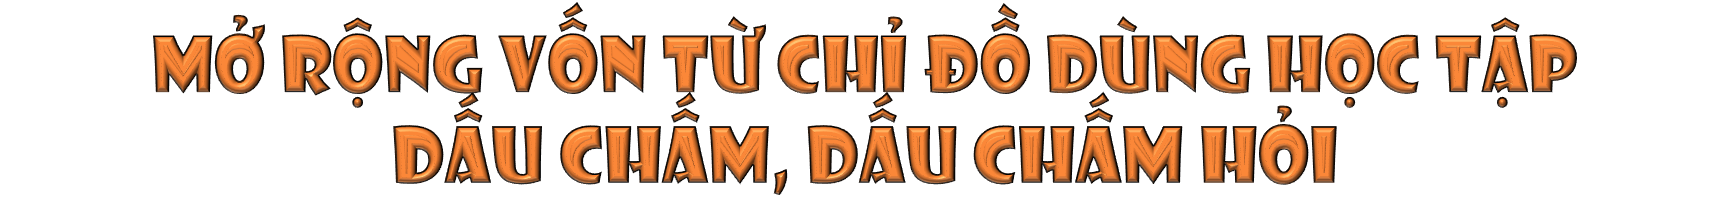 MỞ RỘNG VỐN TỪ CHỈ ĐỒ DÙNG HỌC TẬP
DẤU CHẤM, DẤU CHẤM HỎI